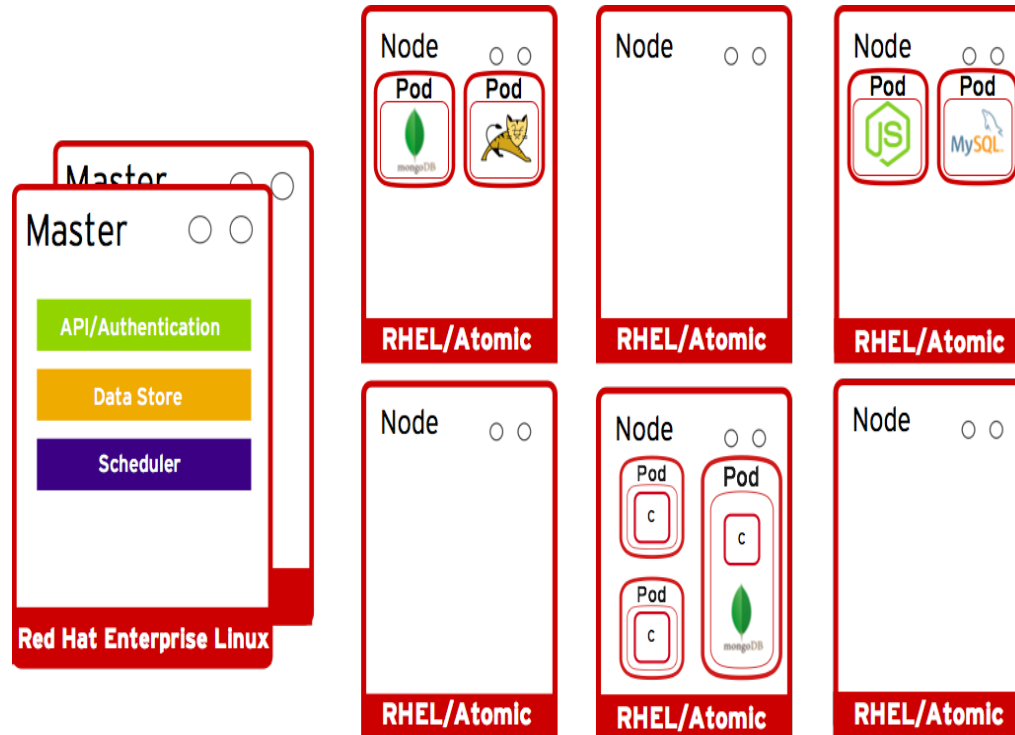 Master
Master
API/Authentication
Data Store
Scheduler
Red Hat Enterprise Linux
Node
Pod
mongoDB
Pod
RHEL/Atomic
Node
RHEL/Atomic
Node
Pod
JS
Pod
MySQL
RHEL/Atomic
Node
RHEL/Atomic
Node
Pod
C
Pod
C
Pod
C
mongoDB
RHEL/Atomic
Node
RHEL/Atomic